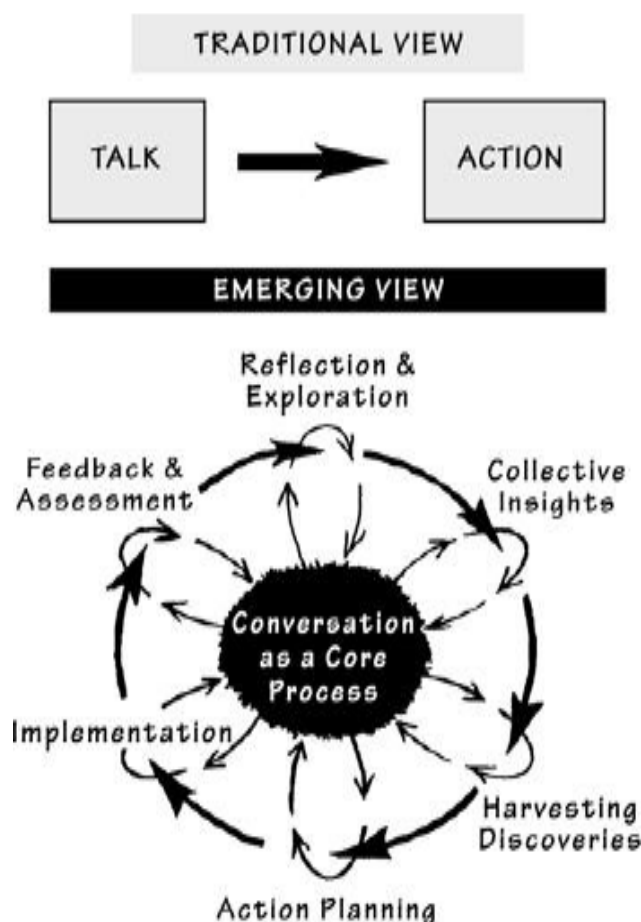 TRADITIONAL VIEW
TALK
ACTION
EMERGING VIEW
Reflection &
Exploration
Feedback &
Assessment
Collective
Insights
Conversation
as a Core
Process
Implementation
Harvesting
Discoveries
Action Planning